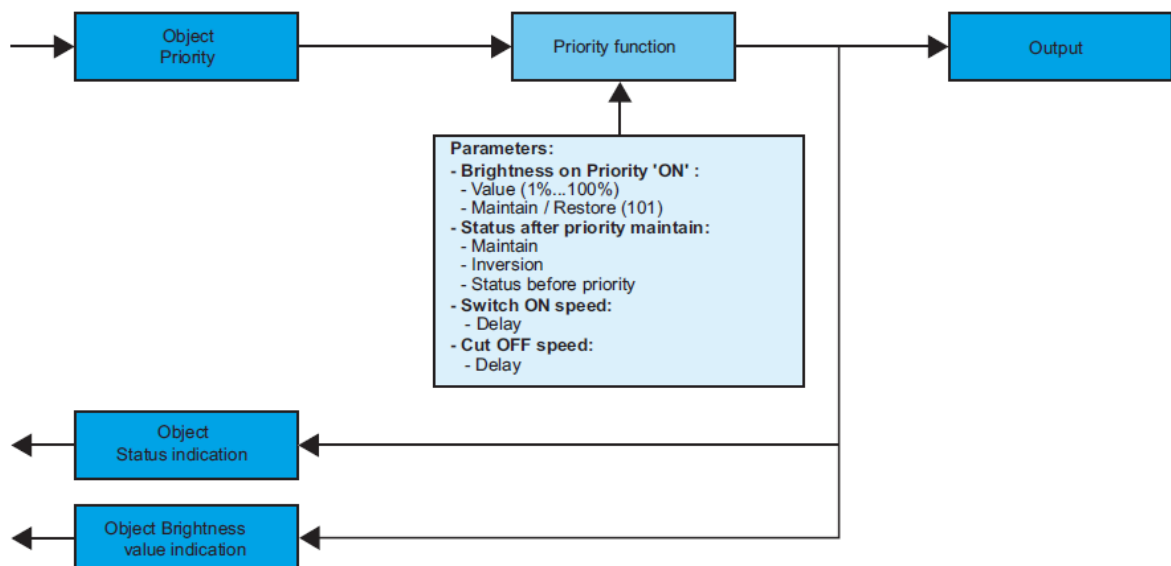 Object
Priority
Priority function
Output
Parameters:
- Brightness on Priority 'ON' :
- Value (1%...100%)
- Maintain / Restore (101)
- Status after priority maintain:
- Maintain
- Inversion
- Status before priority
- Switch ON speed:
- Delay
- Cut OFF speed:
- Delay
Object
Status indication
Object Brightness
value indication